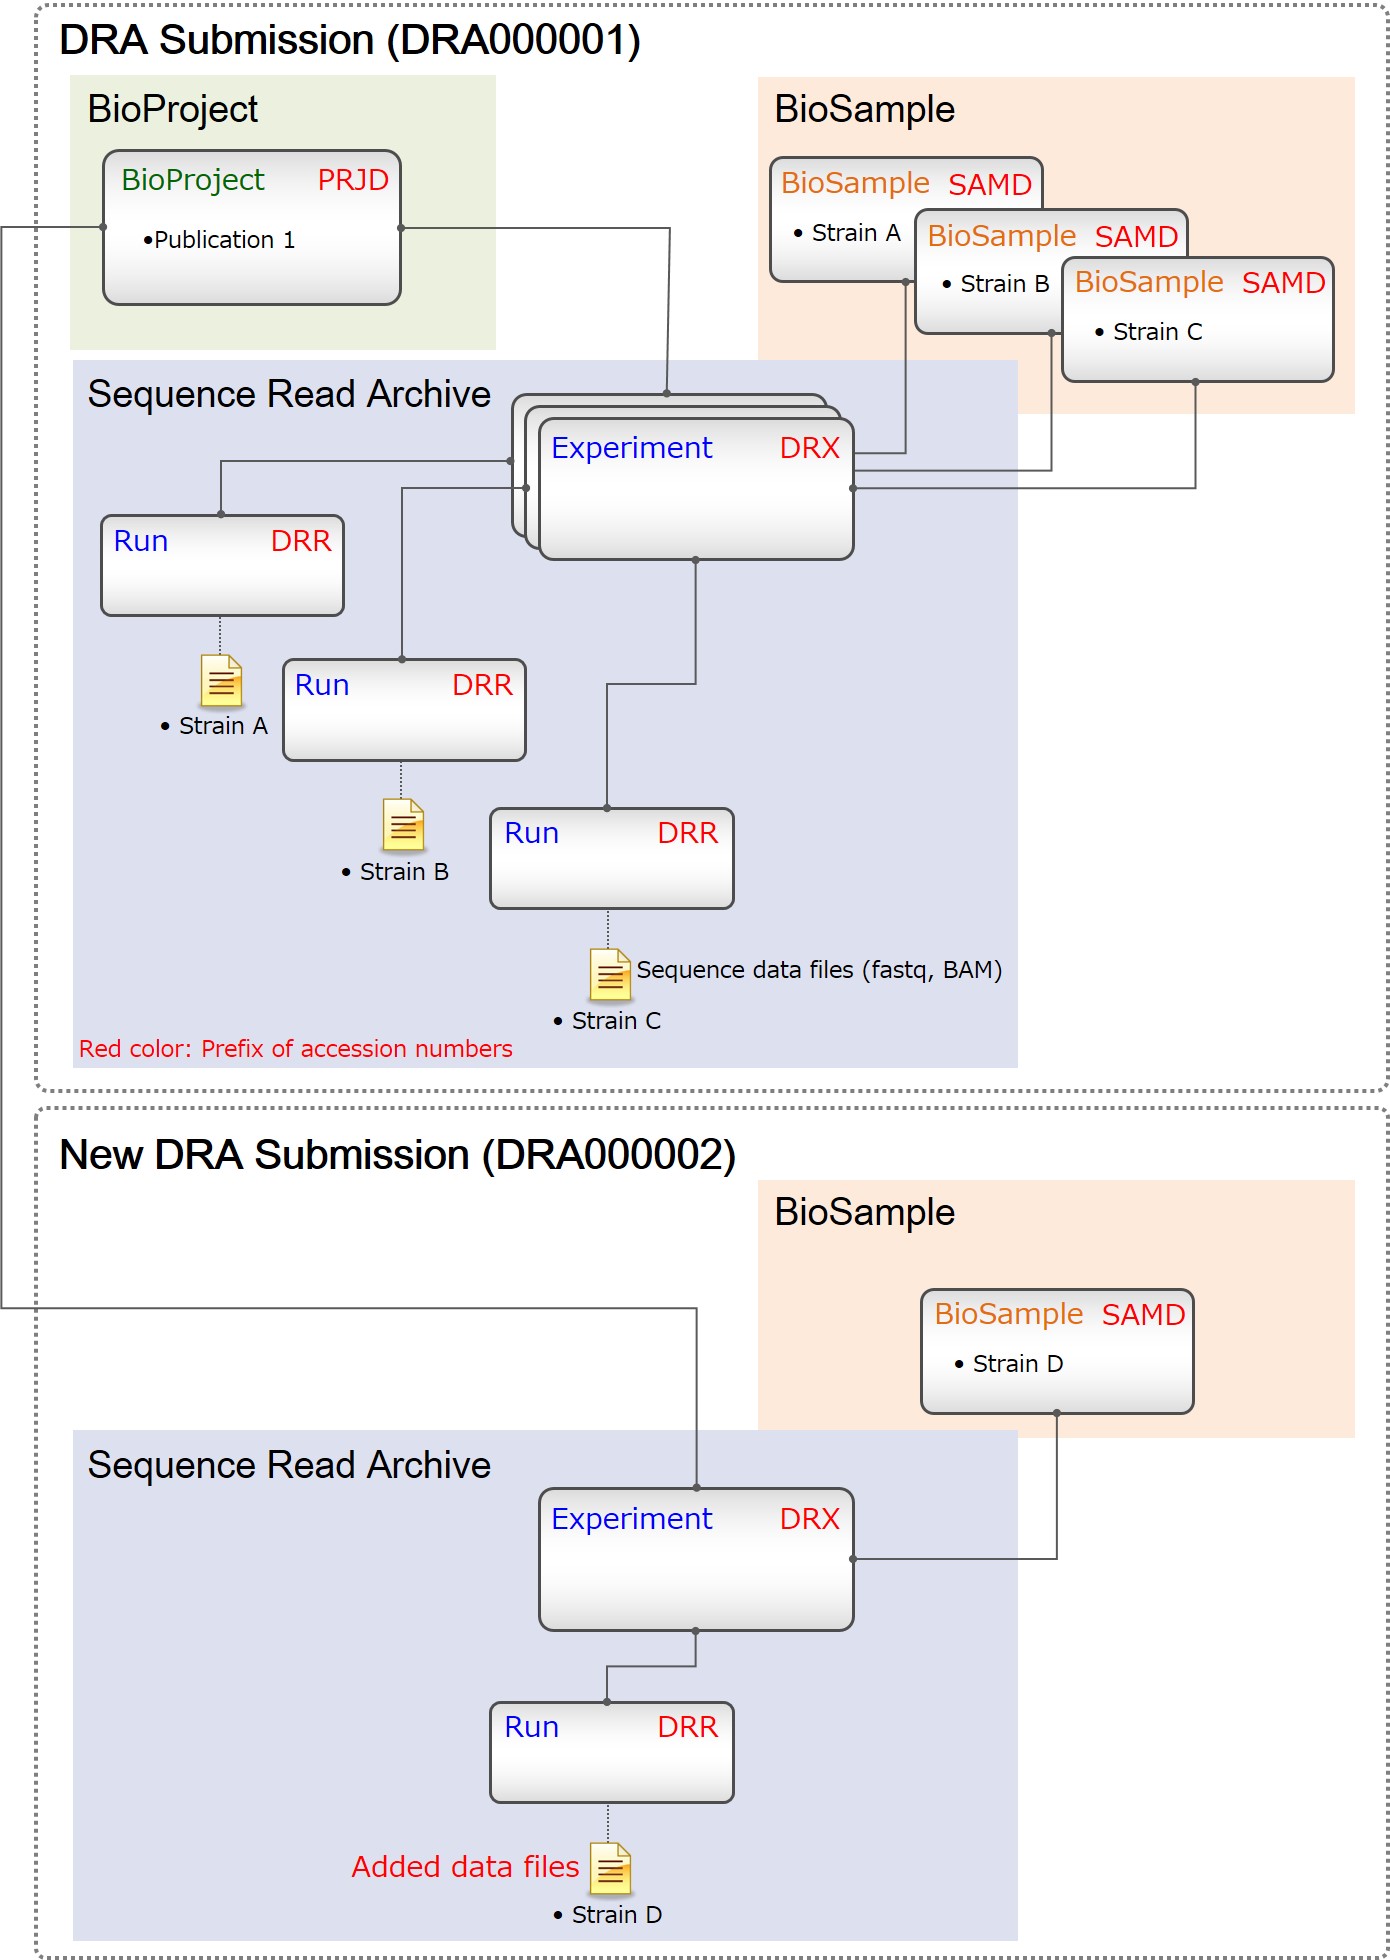 DRA Submission (DRA000001)
BioProject
BioProject PRJD
•Publication 1
BioSample
BioSample SAMD
• Strain A
BioSample SAMD
• Strain B
BioSample SAMD
• Strain C
Sequence Read Archive
Experiment DRX
Run DRR
• Strain A
Run DRR
• Strain B
Run DRR
Sequence data files (fastq, BAM)
• Strain C
Red color: Prefix of accession numbers
New DRA Submission (DRA000002)
BioSample
BioSample SAMD
• Strain D
Sequence Read Archive
Experiment DRX
Run DRR
Added data files
• Strain D